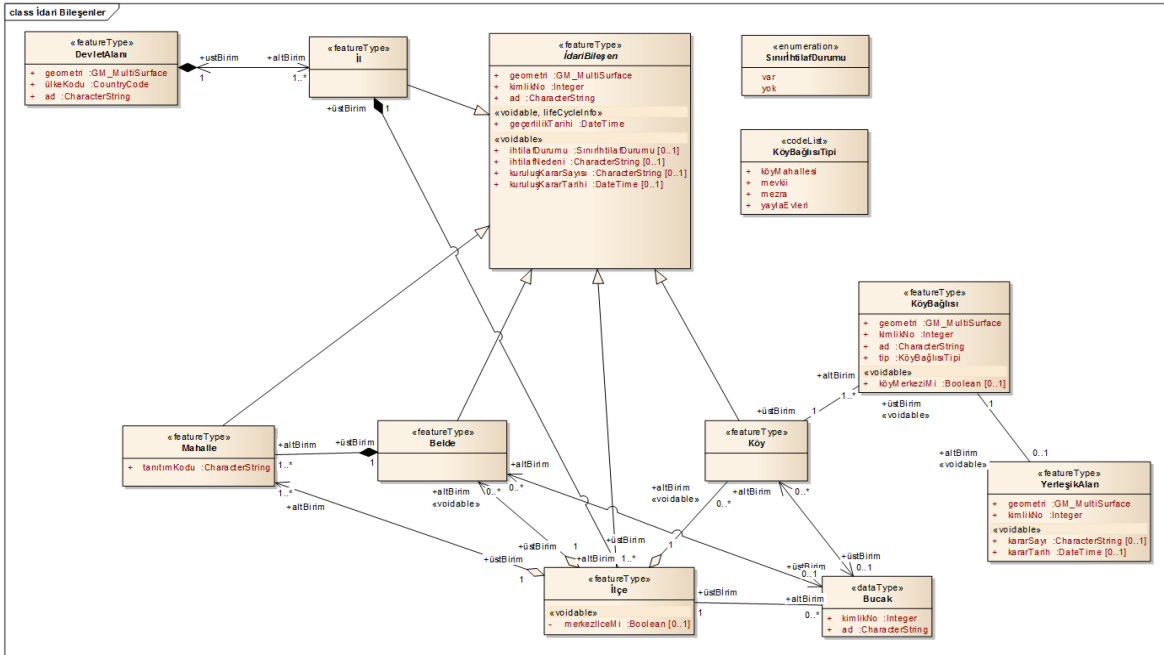 class İdari Bileşenler
«featureType»
DevletAlanı
+ geometri :GM_MultiSurface
+ ülkeKodu :CountryCode
+ ad :CharacterString
+üstBirim
1
+altBirim
1..*
«featureType»
İl
+üstBirim
1
«featureType»
İdariBileşen
+ geometri :GM_MultiSurface
+ kimlikNo :Integer
+ ad :CharacterString
«voidable, lifeCycleInfo»
+ geçerlilikTarihi :DateTime
«voidable»
+ ihtilafDurumu :SınırİhtilafDurumu [0..1]
+ ihtilafNedeni :CharacterString [0..1]
+ kuruluşKararSayısı :CharacterString [0..1]
+ kuruluşKararTarihi :DateTime [0..1]
«enumeration»
SınırİhtilafDurumu
var
yok
«codeList»
KöyBağlısıTipi
+ köyMahallesi
+ mevkii
+ mezra
+ yaylaEvleri
«featureType»
KöyBağlısı
+ geometri :GM_MultiSurface
+ kimlikNo :Integer
+ ad :CharacterString
+ tip :KöyBağlısıTipi
«voidable»
+ köyMerkeziMi :Boolean [0..1]
+altBirim
1..*
+üstBirim
1
+üstBirim
«voidable»
1
+altBirim
«voidable»
0..1
«featureType»
Mahalle
+ tanıtımKodu :CharacterString
+altBirim
1..*
+üstBirim
1
«featureType»
Belde
«featureType»
Köy
«featureType»
YerleşikAlan
+ geometri :GM_MultiSurface
+ kimlikNo :Integer
«voidable»
+ kararSayı :CharacterString [0..1]
+ kararTarih :DateTime [0..1]
1..*
+altBirim
+altBirim
«voidable»
0..*
+altBirim
0..*
+altBirim
«voidable»
0..*
+altBirim
0..*
+üstBirim
1
+üstBirim
1
+altBirim
1..*
+üstBirim
1
+üstBirim
0..1
+üstBirim
0..1
«featureType»
İlçe
«voidable»
- merkezIlceMi :Boolean [0..1]
+üstBirim
1
+altBirim
0..*
«dataType»
Bucak
+ kimlikNo :Integer
+ ad :CharacterString